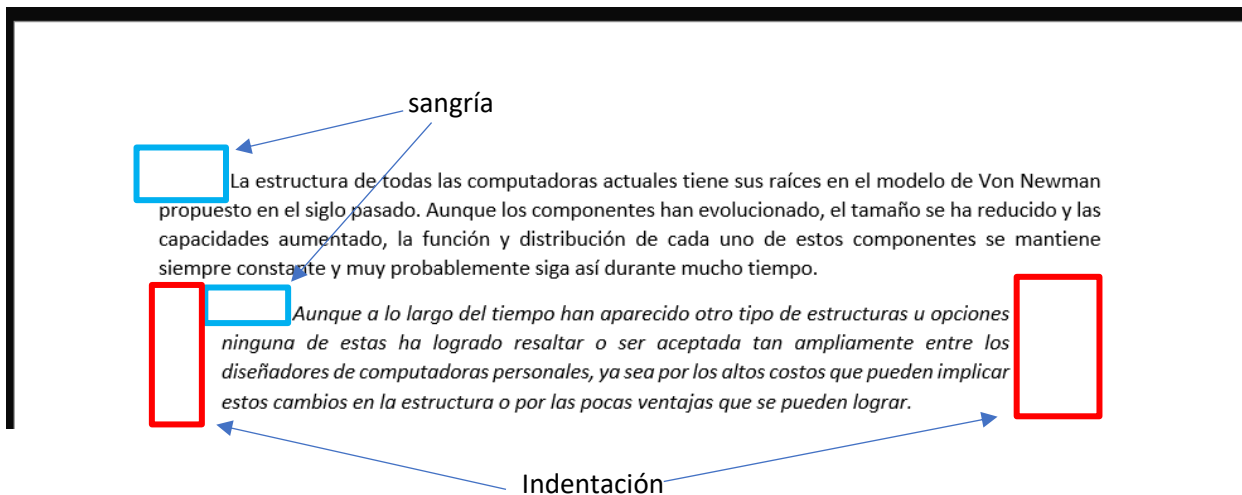 sangría
La estructura de todas las computadoras actuales tiene sus raíces en el modelo de Von Newman
propuesto en el siglo pasado. Aunque los componentes han evolucionado, el tamaño se ha reducido y las
capacidades aumentado, la función y distribución de cada uno de estos componentes se mantiene
siempre constante y muy probablemente siga así durante mucho tiempo.
Aunque a lo largo del tiempo han aparecido otro tipo de estructuras u opciones
ninguna de estas ha logrado resaltar o ser aceptada tan ampliamente entre los
diseñadores de computadoras personales, ya sea por los altos costos que pueden implicar
estos cambios en la estructura o por las pocas ventajas que se pueden lograr.
Indentación